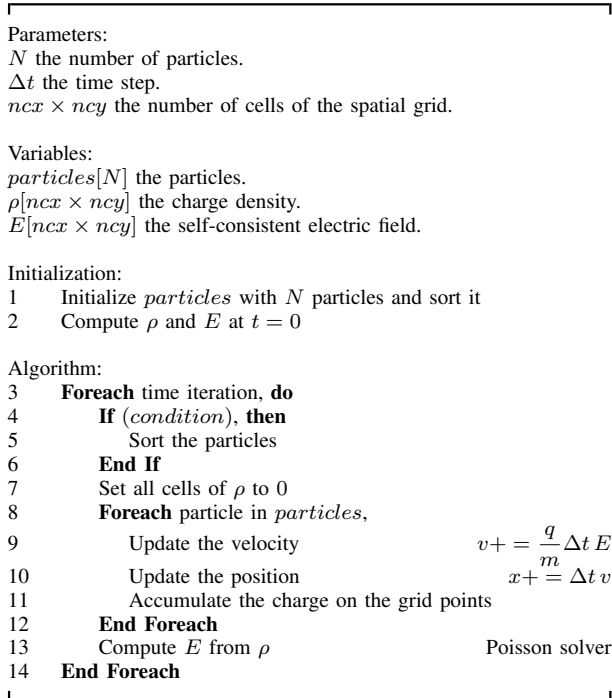 Parameters:
N the number of particles.
Δt the time step.
ncx × ncy the number of cells of the spatial grid.
Variables:
particles[N] the particles.
ρ[ncx × ncy] the charge density.
E[ncx × ncy] the self-consistent electric field.
Initialization:
1 Initialize particles with N particles and sort it
2 Compute ρ and E at t = 0
Algorithm:
3 Foreach time iteration, do
4 If (condition), then
5 Sort the particles
6 End If
7 Set all cells of ρ to 0
8 Foreach particle in particles,
9 Update the velocity v+ = q/m Δt E
10 Update the position x+ = Δt v
11 Accumulate the charge on the grid points
12 End Foreach
13 Compute E from ρ Poisson solver
14 End Foreach